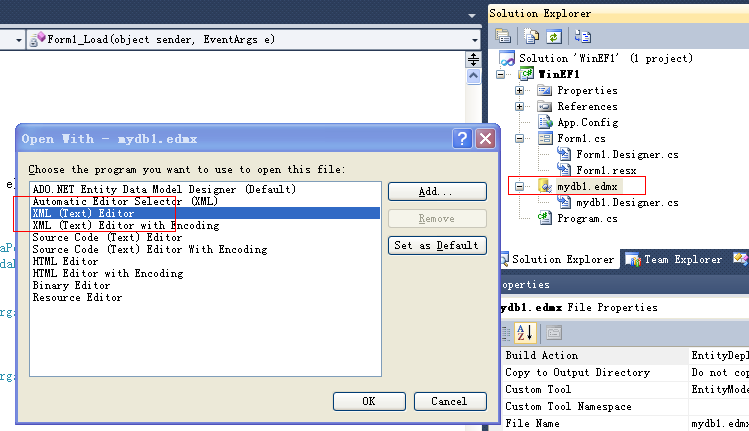 Form1_Load(object sender, EventArgs e)
Solution Explorer
Solution 'WinEF1' (1 project)
WinEF1
Properties
References
App.Config
Form1.cs
Form1.Designer.cs
Form1.resx
mydb1.edmx
mydb1.Designer.cs
Program.cs
Open With - mydb1.edmx
Choose the program you want to use to open this file:
ADO.NET Entity Data Model Designer (Default)
Automatic Editor Selector (XML)
XML (Text) Editor
XML (Text) Editor with Encoding
Source Code (Text) Editor
Source Code (Text) Editor With Encoding
HTML Editor
HTML Editor with Encoding
Binary Editor
Resource Editor
Add...
Remove
Set as Default
OK
Cancel
Solution Explorer
Team Explorer
roperties
ydb1.edmx File Properties
Build Action
EntityDepl
Copy to Output Directory
Do not cop
Custom Tool
EntityMode
Custom Tool Namespace
File Name
mydb1.edmx